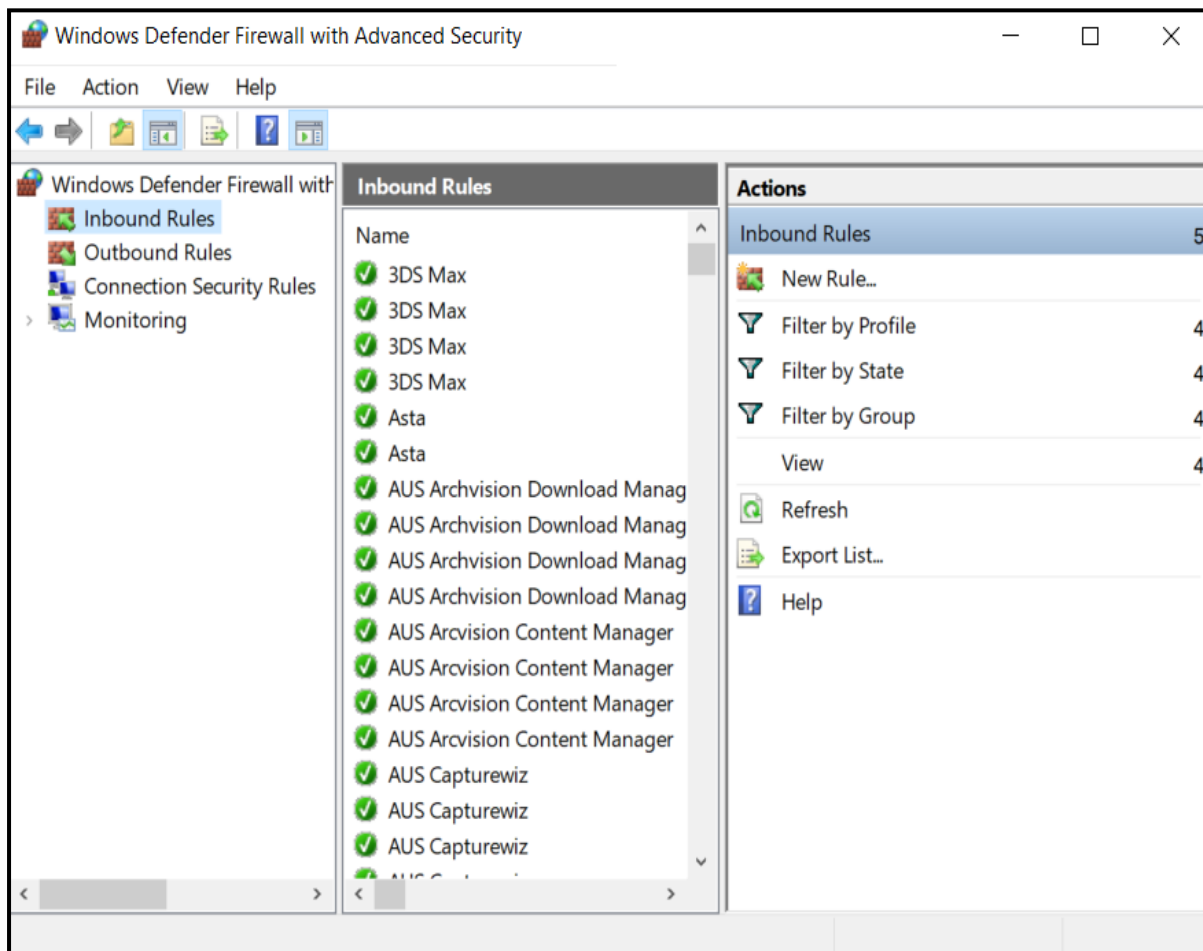 Windows Defender Firewall with Advanced Security
File Action View Help
Windows Defender Firewall with
Inbound Rules
Outbound Rules
Connection Security Rules
Monitoring
Inbound Rules
Name
3DS Max
3DS Max
3DS Max
3DS Max
Asta
Asta
AUS Archvision Download Manag
AUS Archvision Download Manag
AUS Archvision Download Manag
AUS Archvision Download Manag
AUS Arcvision Content Manager
AUS Arcvision Content Manager
AUS Arcvision Content Manager
AUS Arcvision Content Manager
AUS Capturewiz
AUS Capturewiz
AUS Capturewiz
Actions
Inbound Rules
New Rule...
Filter by Profile
Filter by State
Filter by Group
View
Refresh
Export List...
Help